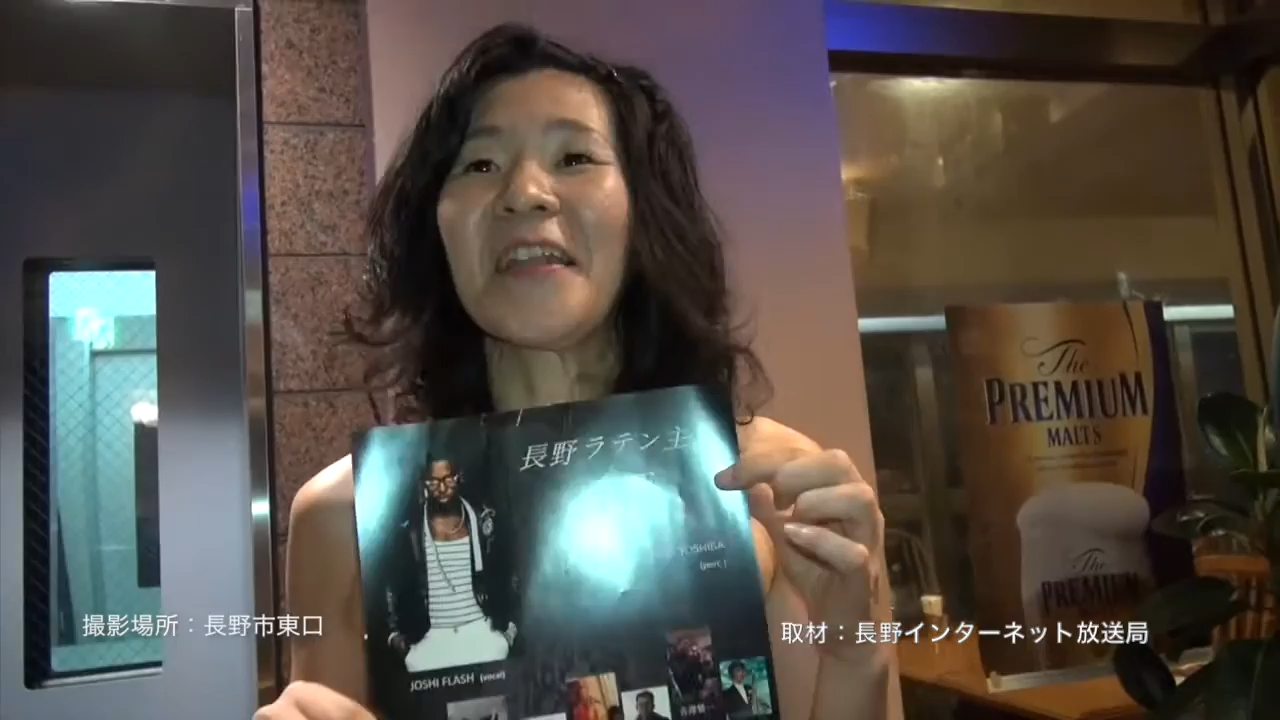 長野ラテン主
YOSHIBA
(perc)
JOSHI FLASH (vocal)
The
PREMIUM
MALT'S
The
PREMIUM
撮影場所：長野市東口
取材：長野インターネット放送局